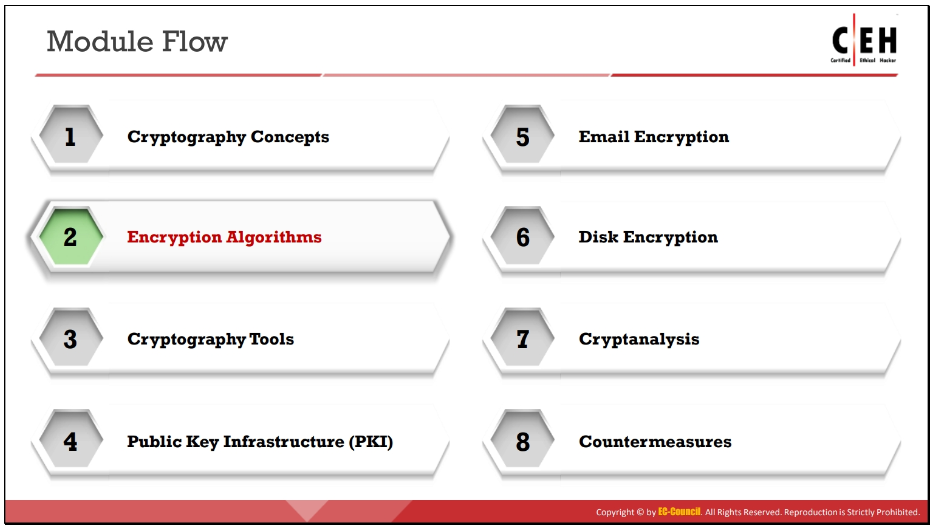 Module Flow
C|EH
Certified Ethical Hacker
1 Cryptography Concepts
2 Encryption Algorithms
3 Cryptography Tools
4 Public Key Infrastructure (PKI)
5 Email Encryption
6 Disk Encryption
7 Cryptanalysis
8 Countermeasures
Copyright © by EC-Council. All Rights Reserved. Reproduction is Strictly Prohibited.